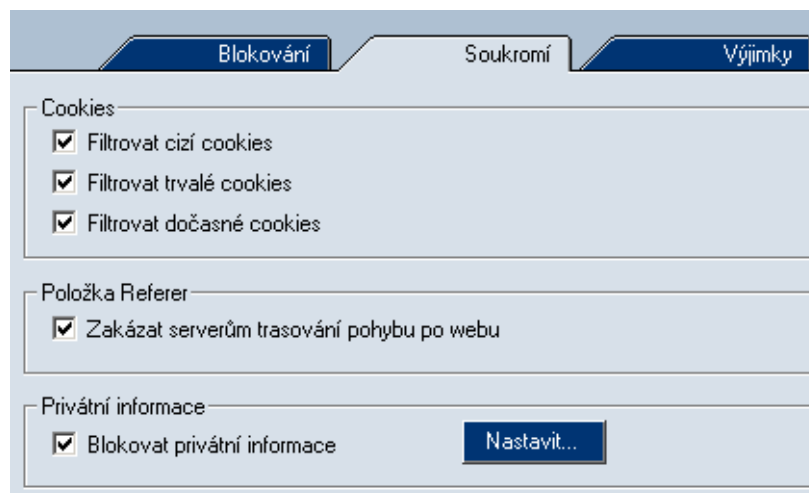 Blokování Soukromí Výjimky
Cookies
Filtrovat cizí cookies
Filtrovat trvalé cookies
Filtrovat dočasné cookies
Položka Referer
Zakázat serverům trasování pohybu po webu
Privátní informace
Blokovat privátní informace Nastavit...